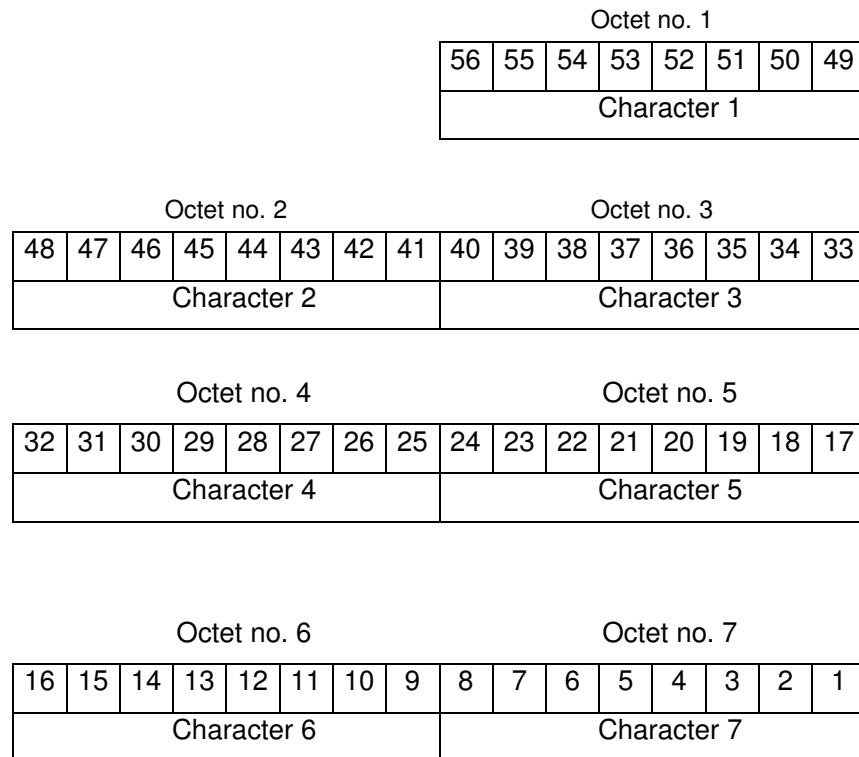 Octet no. 1
56 55 54 53 52 51 50 49
Character 1
Octet no. 2 Octet no. 3
48 47 46 45 44 43 42 41 40 39 38 37 36 35 34 33
Character 2 Character 3
Octet no. 4 Octet no. 5
32 31 30 29 28 27 26 25 24 23 22 21 20 19 18 17
Character 4 Character 5
Octet no. 6 Octet no. 7
16 15 14 13 12 11 10 9 8 7 6 5 4 3 2 1
Character 6 Character 7